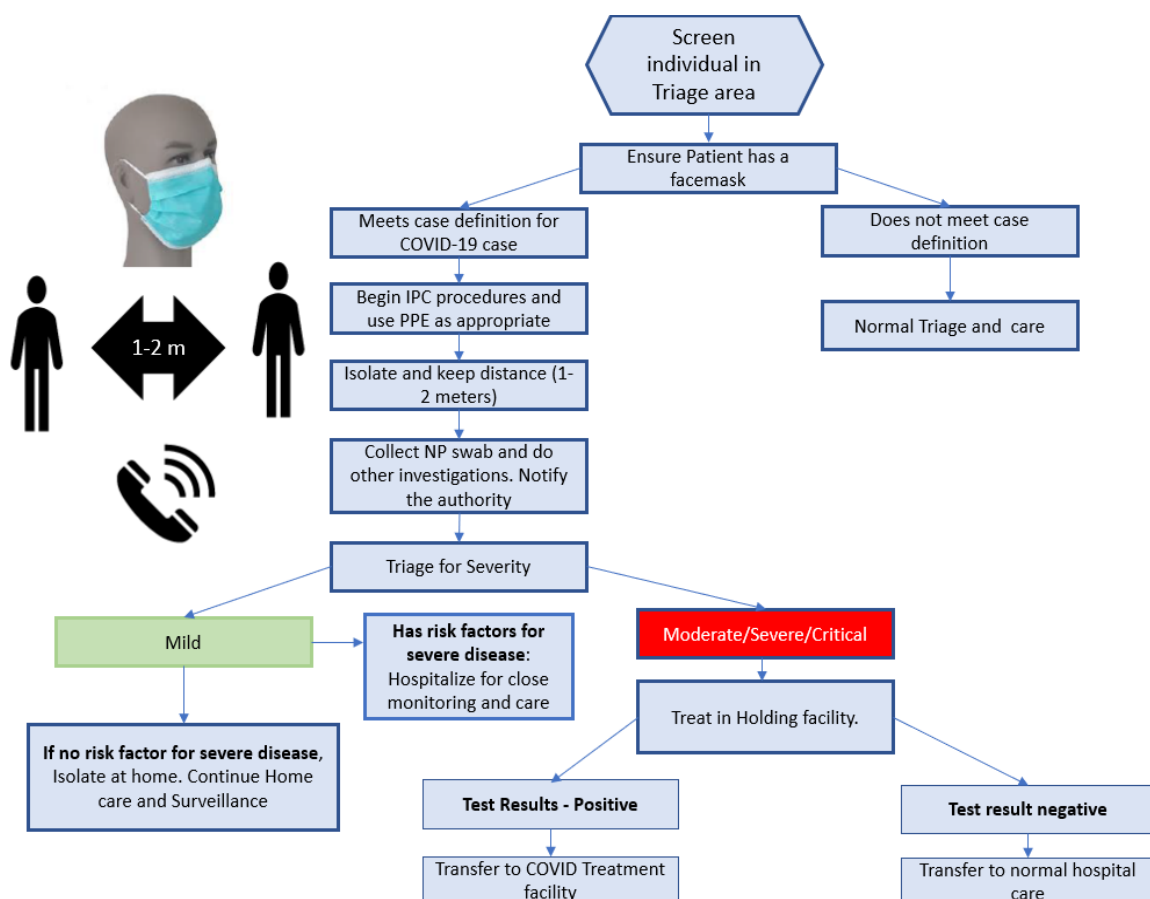 Screen
individual in
Triage area
Ensure Patient has a
facemask
Meets case definition for
COVID-19 case
Does not meet case
definition
Begin IPC procedures and
use PPE as appropriate
Normal Triage and care
1-2 m
Isolate and keep distance (1-
2 meters)
Collect NP swab and do
other investigations. Notify
the authority
Triage for Severity
Mild
Has risk factors for
severe disease:
Hospitalize for close
monitoring and care
Moderate/Severe/Critical
If no risk factor for severe disease,
Isolate at home. Continue Home
care and Surveillance
Treat in Holding facility.
Test Results - Positive
Test result negative
Transfer to COVID Treatment
facility
Transfer to normal hospital
care